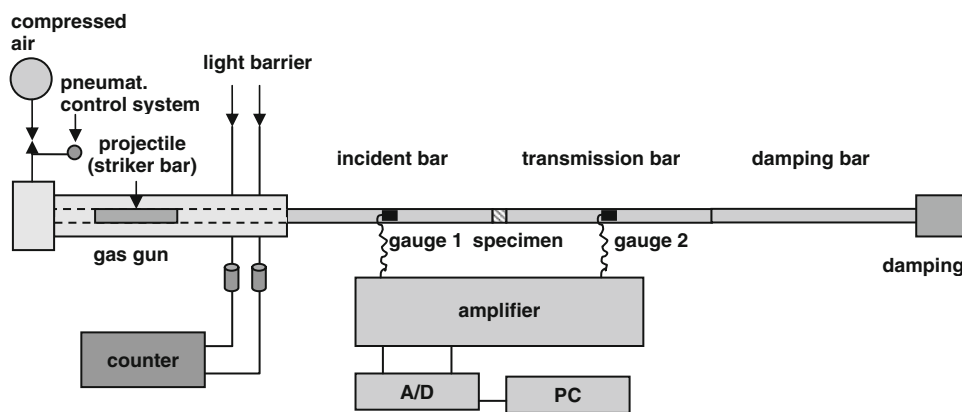 compressed
air
light barrier
pneumat.
control system
projectile
(striker bar)
incident bar
transmission bar
damping bar
gas gun
gauge 1
specimen
gauge 2
damping
amplifier
counter
A/D
PC